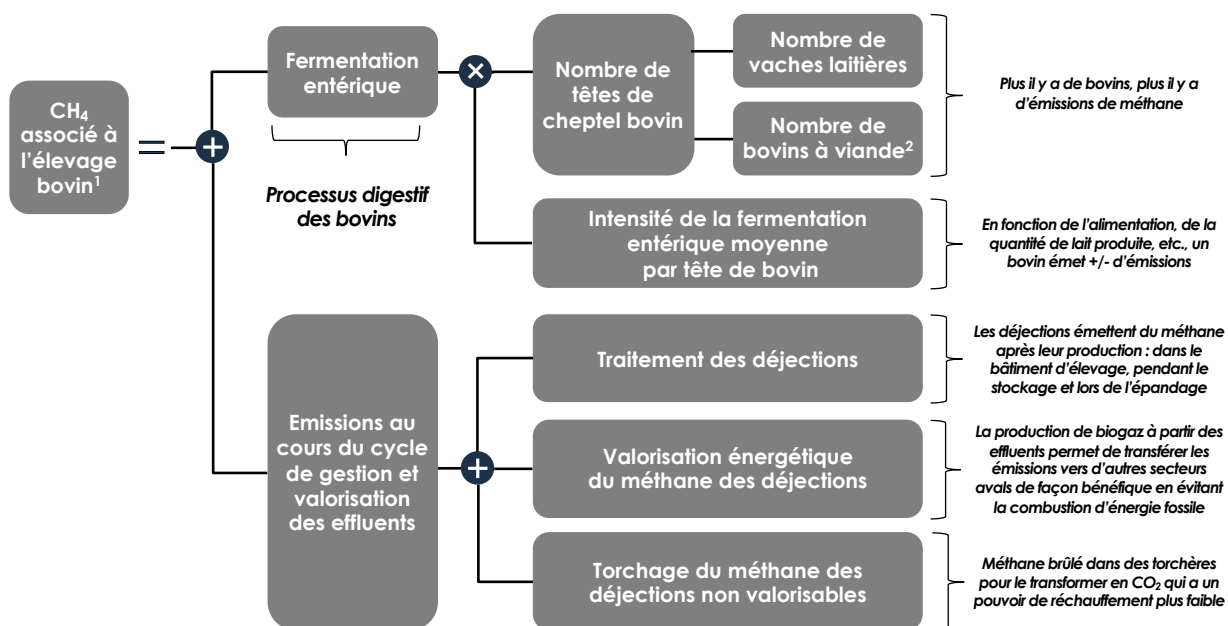 CH4
associé à
l'élevage
bovin1
=
+
Fermentation
entérique
Processus digestif
des bovins
×
Nombre de
têtes de
cheptel bovin
Nombre de
vaches laitières
Nombre de
bovins à viande2
Plus il y a de bovins, plus il y a
d'émissions de méthane
Intensité de la fermentation
entérique moyenne
par tête de bovin
En fonction de l'alimentation, de la
quantité de lait produite, etc., un
bovin émet +/- d'émissions
Emissions au
cours du cycle
de gestion et
valorisation
des effluents
+
Traitement des déjections
Les déjections émettent du méthane
après leur production : dans le
bâtiment d'élevage, pendant le
stockage et lors de l'épandage
Valorisation énergétique
du méthane des déjections
La production de biogaz à partir des
effluents permet de transférer les
émissions vers d'autres secteurs
avals de façon bénéfique en évitant
la combustion d'énergie fossile
Torchage du méthane des
déjections non valorisables
Méthane brûlé dans des torchères
pour le transformer en CO2 qui a un
pouvoir de réchauffement plus faible